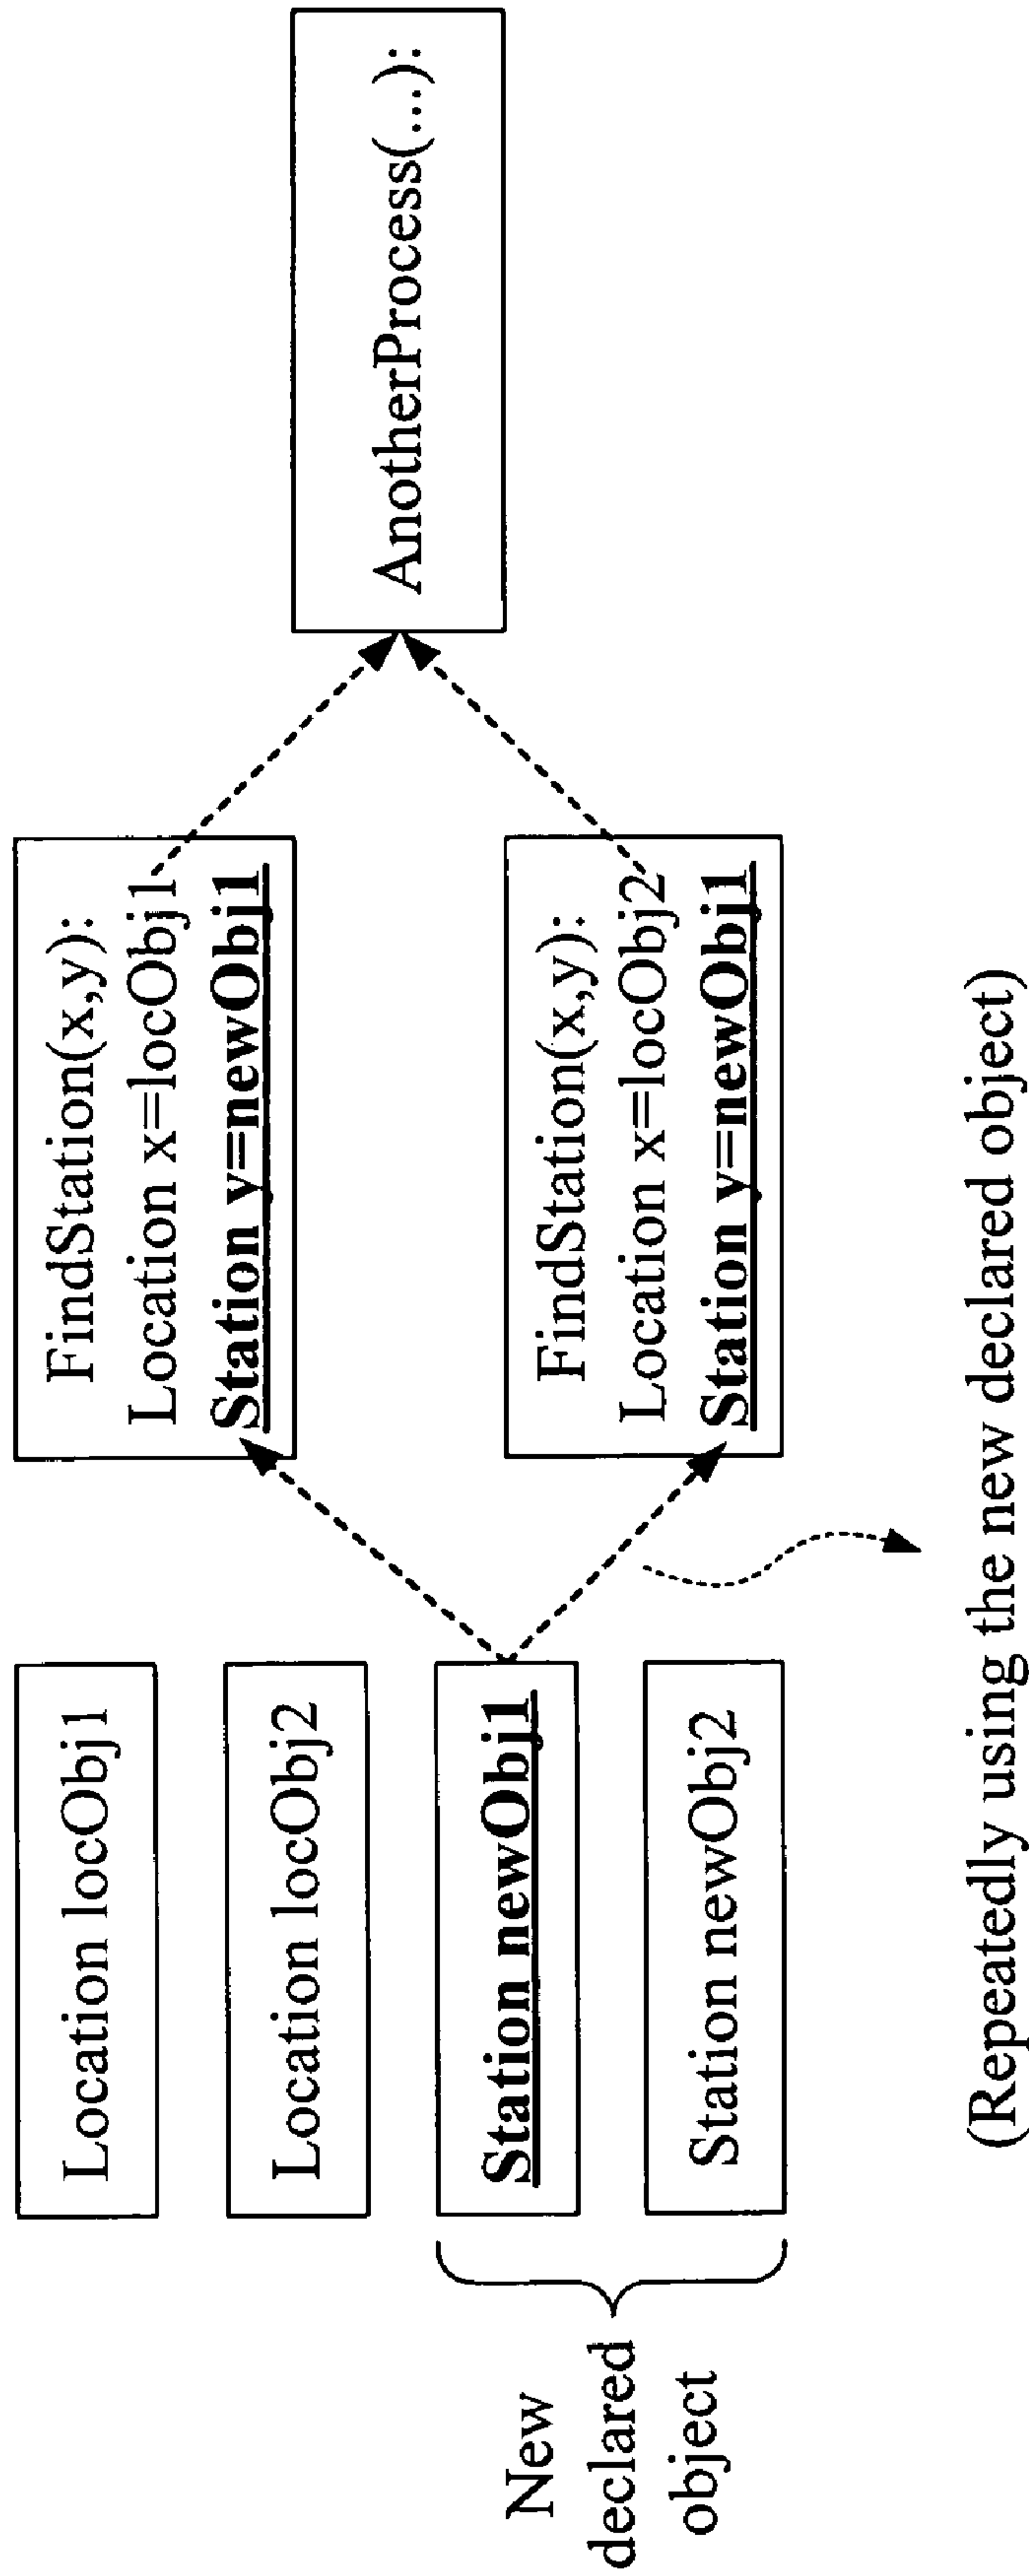 Location locObj1
Location locObj2
Station newObj1
Station newObj2
New
declared
object
FindStation(x,y):
Location x=locObj1
Station y=newObj1
FindStation(x,y):
Location x=locObj2
Station y=newObj1
AnotherProcess(...):
(Repeatedly using the new declared object)